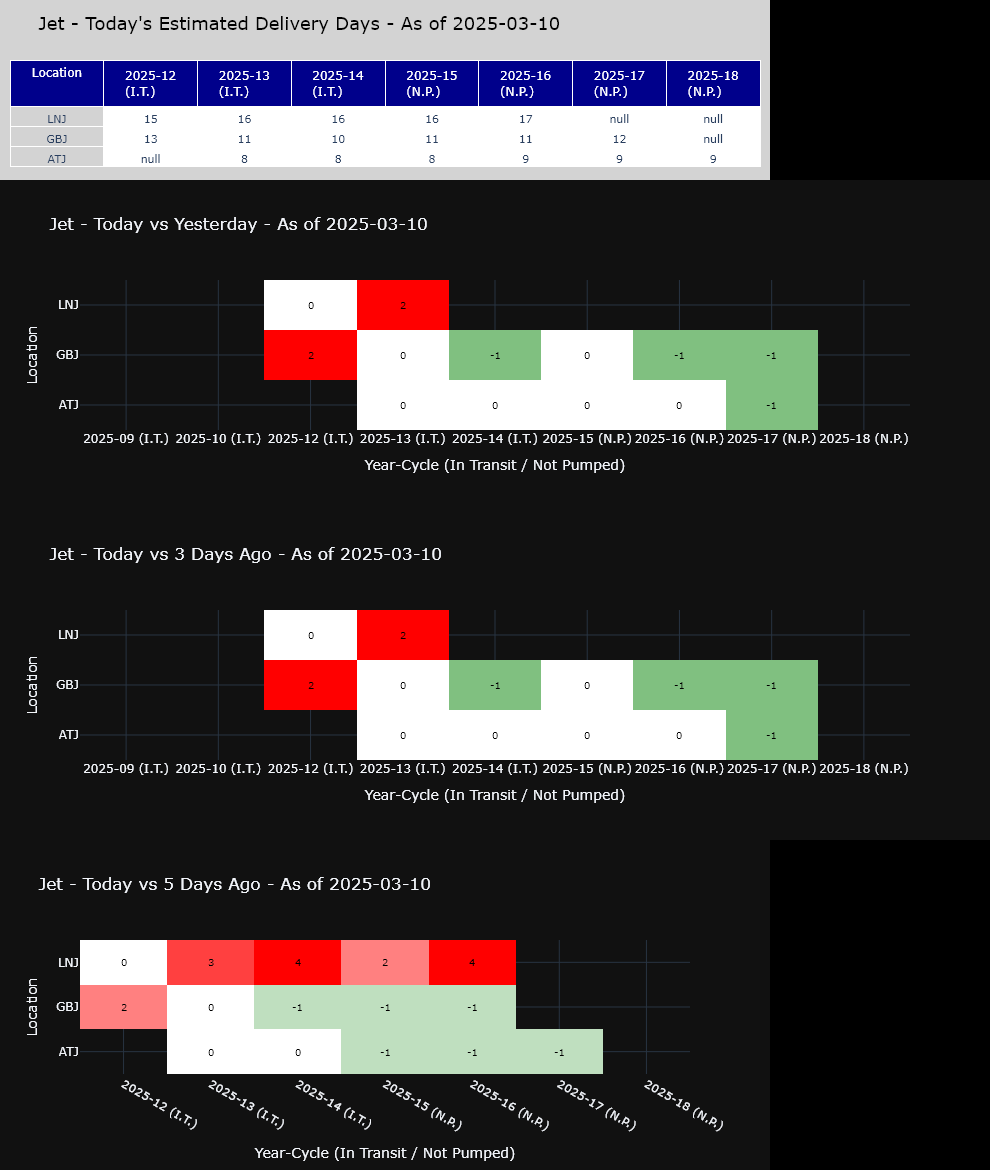 Jet - Today's Estimated Delivery Days - As of 2025-03-10
Location 2025-12 (I.T.) 2025-13 (I.T.) 2025-14 (I.T.) 2025-15 (N.P.) 2025-16 (N.P.) 2025-17 (N.P.) 2025-18 (N.P.)
LNJ 15 16 16 16 17 null null
GBJ 13 11 10 11 11 12 null
ATJ null 8 8 8 9 9 9
Jet - Today vs Yesterday - As of 2025-03-10
Location
LNJ 0 2
GBJ 2 0 -1 0 -1 -1
ATJ 0 0 0 0 -1
2025-09 (I.T.) 2025-10 (I.T.) 2025-12 (I.T.) 2025-13 (I.T.) 2025-14 (I.T.) 2025-15 (N.P.) 2025-16 (N.P.) 2025-17 (N.P.) 2025-18 (N.P.)
Year-Cycle (In Transit / Not Pumped)
Jet - Today vs 3 Days Ago - As of 2025-03-10
Location
LNJ 0 2
GBJ 2 0 -1 0 -1 -1
ATJ 0 0 0 0 -1
2025-09 (I.T.) 2025-10 (I.T.) 2025-12 (I.T.) 2025-13 (I.T.) 2025-14 (I.T.) 2025-15 (N.P.) 2025-16 (N.P.) 2025-17 (N.P.) 2025-18 (N.P.)
Year-Cycle (In Transit / Not Pumped)
Jet - Today vs 5 Days Ago - As of 2025-03-10
Location
LNJ 0 3 4 2 4
GBJ 2 0 -1 -1 -1
ATJ 0 0 -1 -1 -1
2025-12 (I.T.) 2025-13 (I.T.) 2025-14 (I.T.) 2025-15 (N.P.) 2025-16 (N.P.) 2025-17 (N.P.) 2025-18 (N.P.)
Year-Cycle (In Transit / Not Pumped)